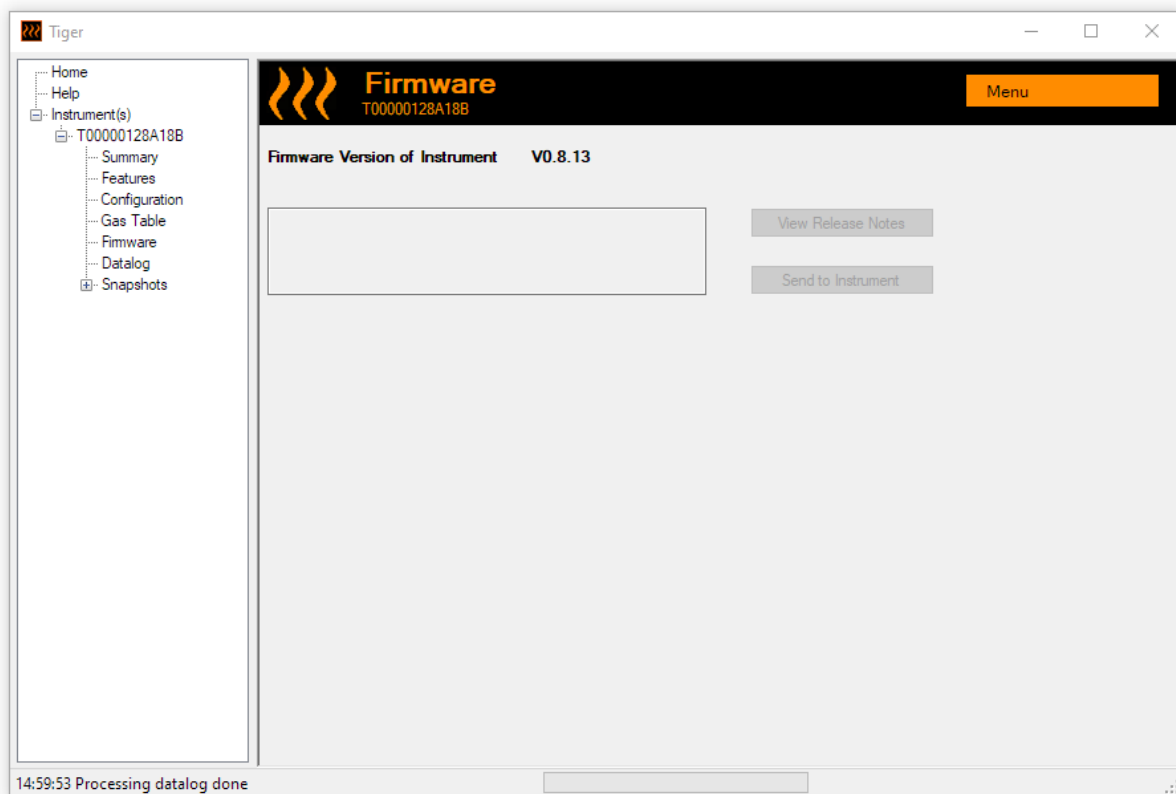 Tiger
Home
Help
Instrument(s)
T00000128A18B
Summary
Features
Configuration
Gas Table
Firmware
Datalog
Snapshots
Firmware
T00000128A18B
Menu
Firmware Version of Instrument V0.8.13
View Release Notes
Send to Instrument
14:59:53 Processing datalog done